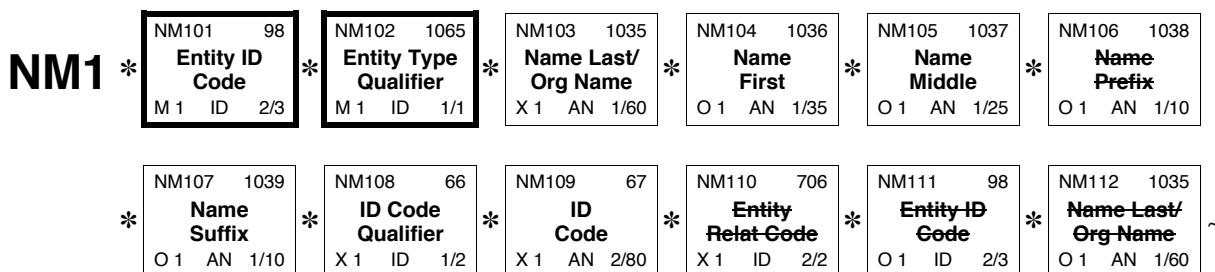 NM1 * NM101 98 * NM102 1065 * NM103 1035 * NM104 1036 * NM105 1037 * NM106 1038
Entity ID Entity Type Name Last/ Name Name Name
Code Qualifier Org Name First Middle Prefix
M 1 ID 2/3 M 1 ID 1/1 X 1 AN 1/60 O 1 AN 1/35 O 1 AN 1/25 O 1 AN 1/10
* NM107 1039 * NM108 66 * NM109 67 * NM110 706 * NM111 98 * NM112 1035 ~
Name ID Code ID Entity Entity ID Name Last/
Suffix Qualifier Code Relat Code Code Org Name
O 1 AN 1/10 X 1 ID 1/2 X 1 AN 2/80 X 1 ID 2/2 O 1 ID 2/3 O 1 AN 1/60